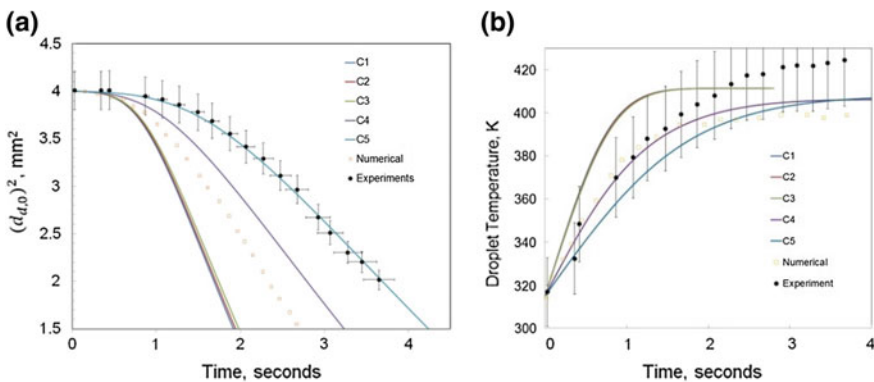 (a)
4.5
4
3.5
3
2.5
2
1.5
(d_{d,0})^2, mm^2
0 1 2 3 4
Time, seconds
C1
C2
C3
C4
C5
Numerical
Experiments
(b)
420
400
380
360
340
320
300
Droplet Temperature, K
0 1 2 3 4
Time, seconds
C1
C2
C3
C4
C5
Numerical
Experiment